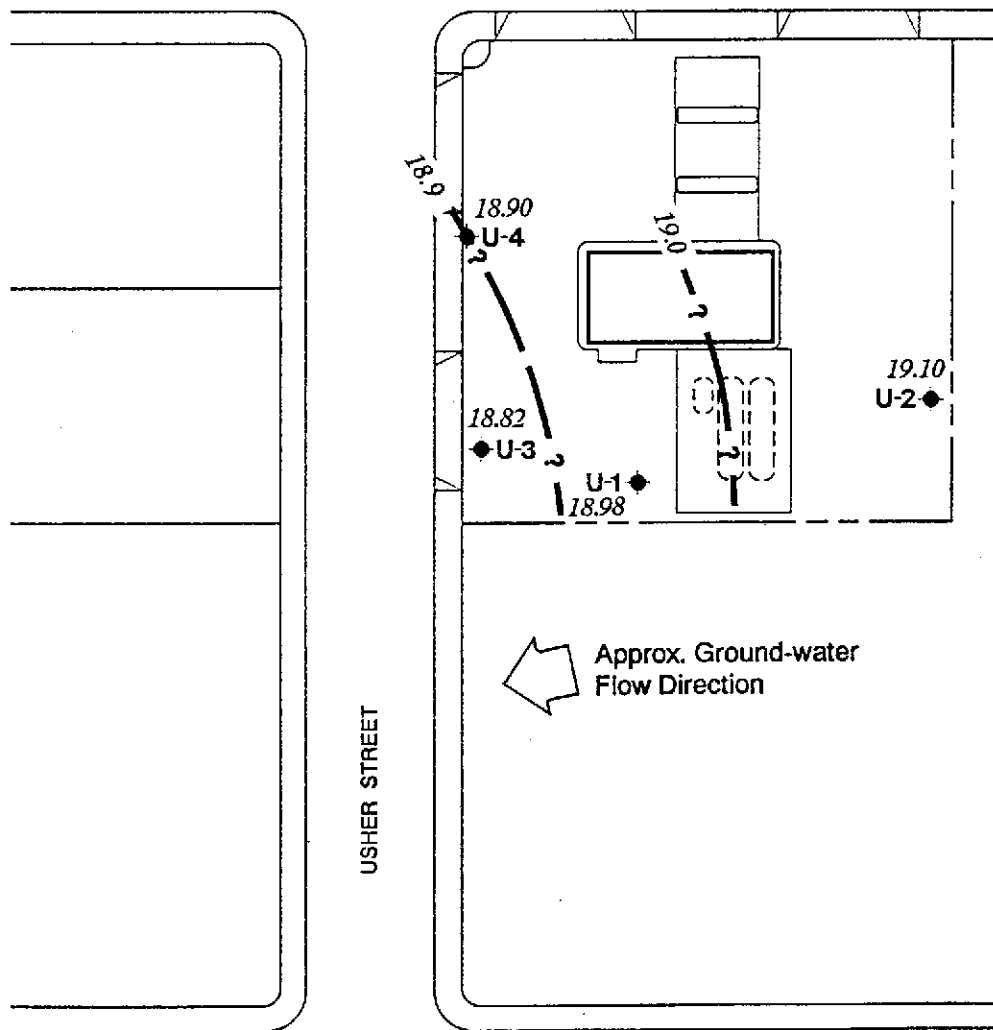 18.9
18.90
U-4
19.0
19.10
U-2
18.82
U-3
U-1
18.98
?
?
?
?
Approx. Ground-water
Flow Direction
USHER STREET